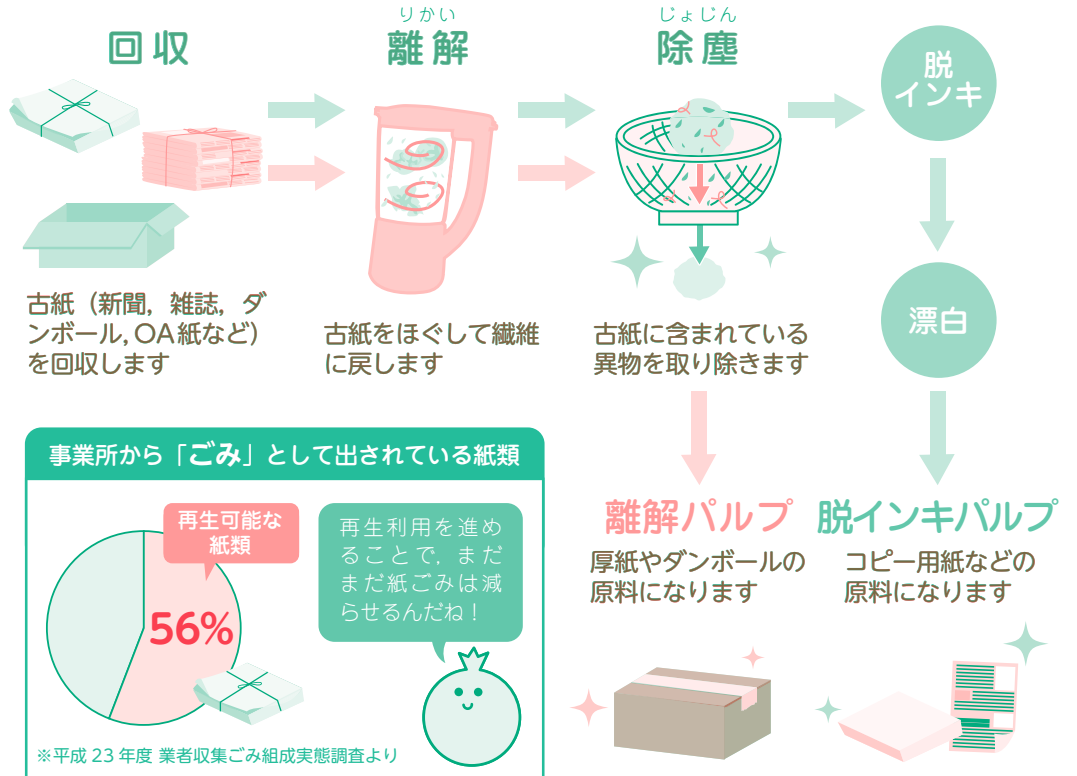 回収
りかい
離解
じょじん
除塵
脱
インキ
古紙（新聞，雑誌，ダ
ンボール，OA紙など）
を回収します
古紙をほぐして繊維
に戻します
古紙に含まれている
異物を取り除きます
漂白
離解パルプ
厚紙やダンボールの
原料になります
脱インキパルプ
コピー用紙などの
原料になります
事業所から「ごみ」として出されている紙類
再生可能な
紙類
56%
再生利用を進め
ることで，まだ
まだ紙ごみは減
らせるんだね！
※平成 23 年度 業者収集ごみ組成実態調査より